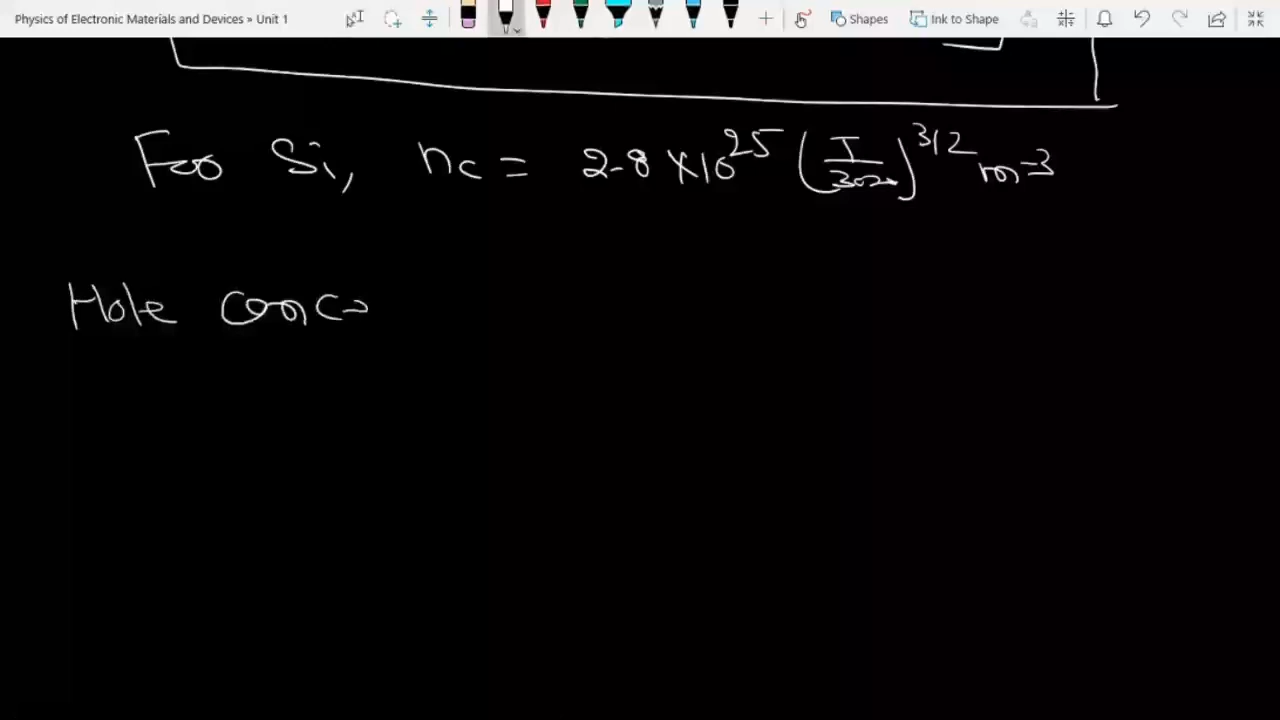 Physics of Electronic Materials and Devices » Unit 1
Shapes
Ink to Shape
For Si, nc = 2.8 × 10^25 (T/300)^3/2 m-3
Hole conc